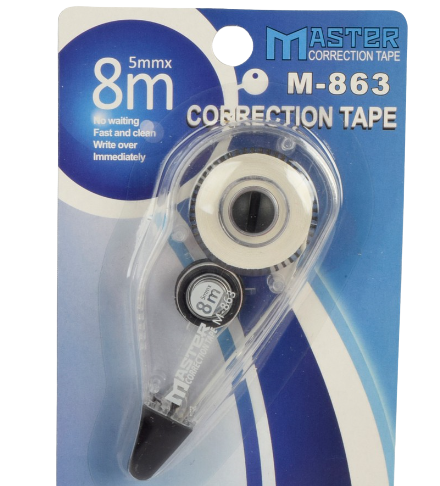 MASTER
CORRECTION TAPE
M-863
CORRECTION TAPE
5mmx
8m
No waiting
Fast and clean
Write over
Immediately
5mmx
8m
MASTER
CORRECTION TAPE
M-863